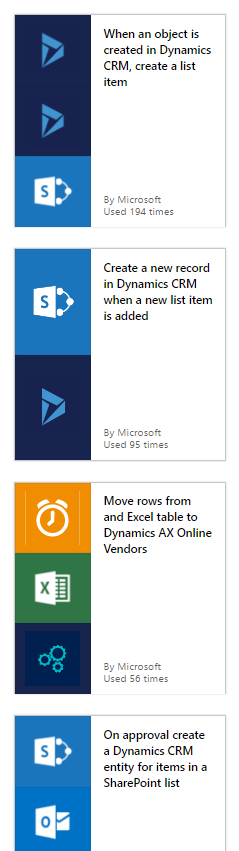 When an object is
created in Dynamics
CRM, create a list
item
By Microsoft
Used 194 times
S
Create a new record
in Dynamics CRM
when a new list item
is added
S
By Microsoft
Used 95 times
Move rows from
and Excel table to
Dynamics AX Online
Vendors
X
By Microsoft
Used 56 times
On approval create
a Dynamics CRM
entity for items in a
SharePoint list
S
O